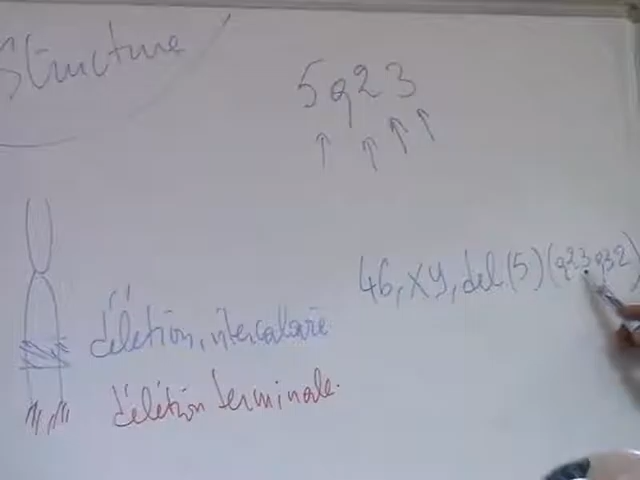 Structure
5q23
46, XY, del(5)(q23q32)
délétion intercalaire
délétion terminale.